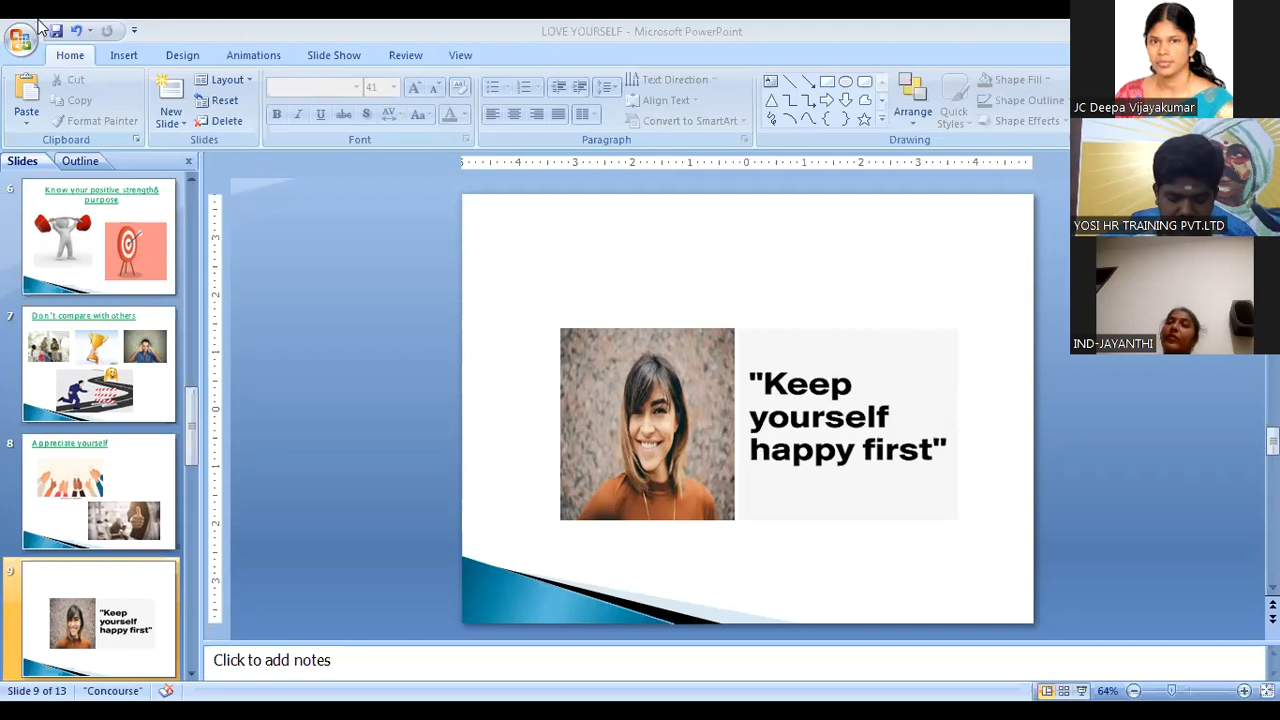 LOVE YOURSELF - Microsoft PowerPoint
Home Insert Design Animations Slide Show Review View
Paste
Cut
Copy
Format Painter
Clipboard
New
Slide
Layout
Reset
Delete
Slides
41
B I U abc S AV Aa A
Font
Text Direction
Align Text
Convert to SmartArt
Paragraph
Arrange
Quick
Styles
Shape Fill
Shape Outline
Shape Effects
Drawing
JC Deepa Vijayakumar
YOSI HR TRAINING PVT.LTD
IND-JAYANTHI
Slides Outline
6
Know your positive strength&
purpose
7
Don't compare with others
8
Appreciate yourself
9
"Keep
yourself
happy first"
"Keep
yourself
happy first"
Click to add notes
Slide 9 of 13 "Concourse" 64%